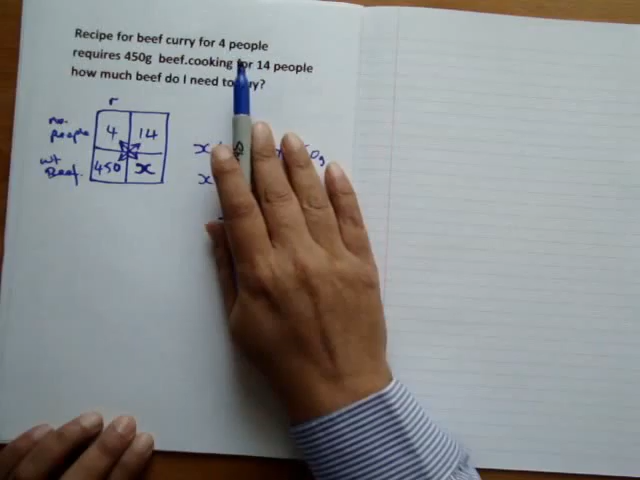 Recipe for beef curry for 4 people
requires 450g beef.cooking for 14 people
how much beef do I need to
r
no. people 4 14
wt Beef. 450 x
x
x